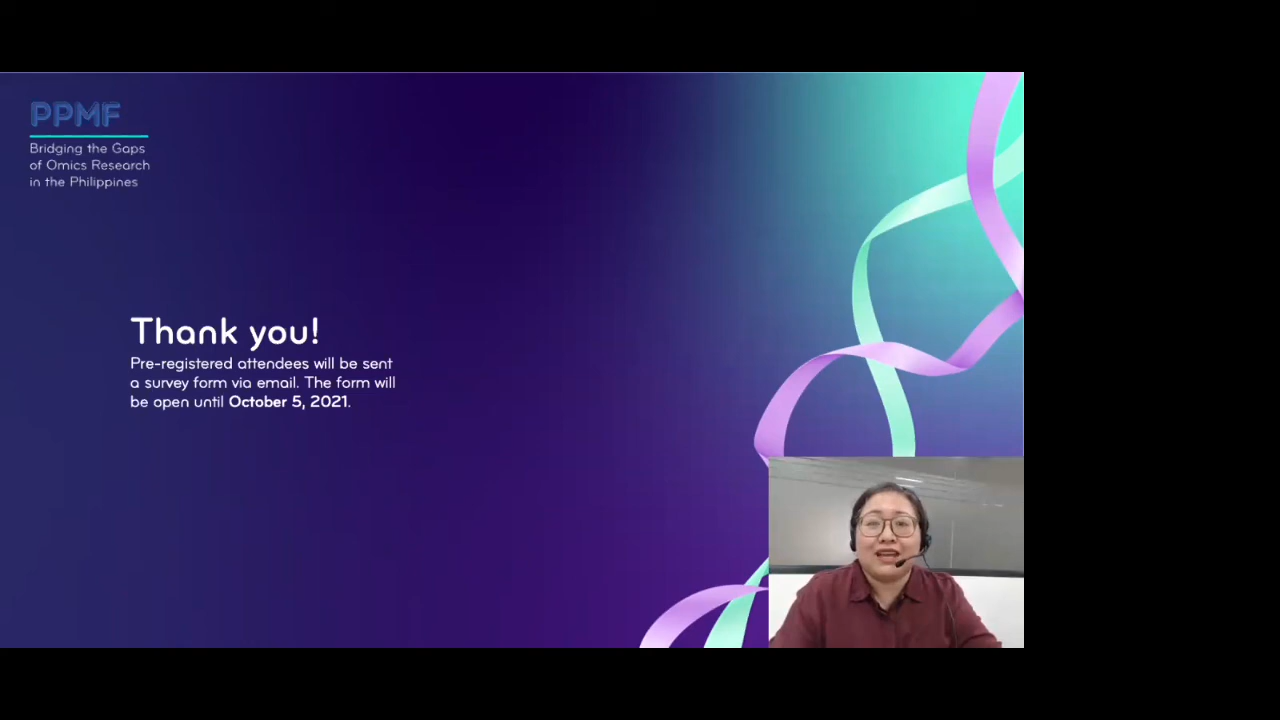 PPMF
Bridging the Gaps
of Omics Research
in the Philippines
Thank you!
Pre-registered attendees will be sent
a survey form via email. The form will
be open until October 5, 2021.